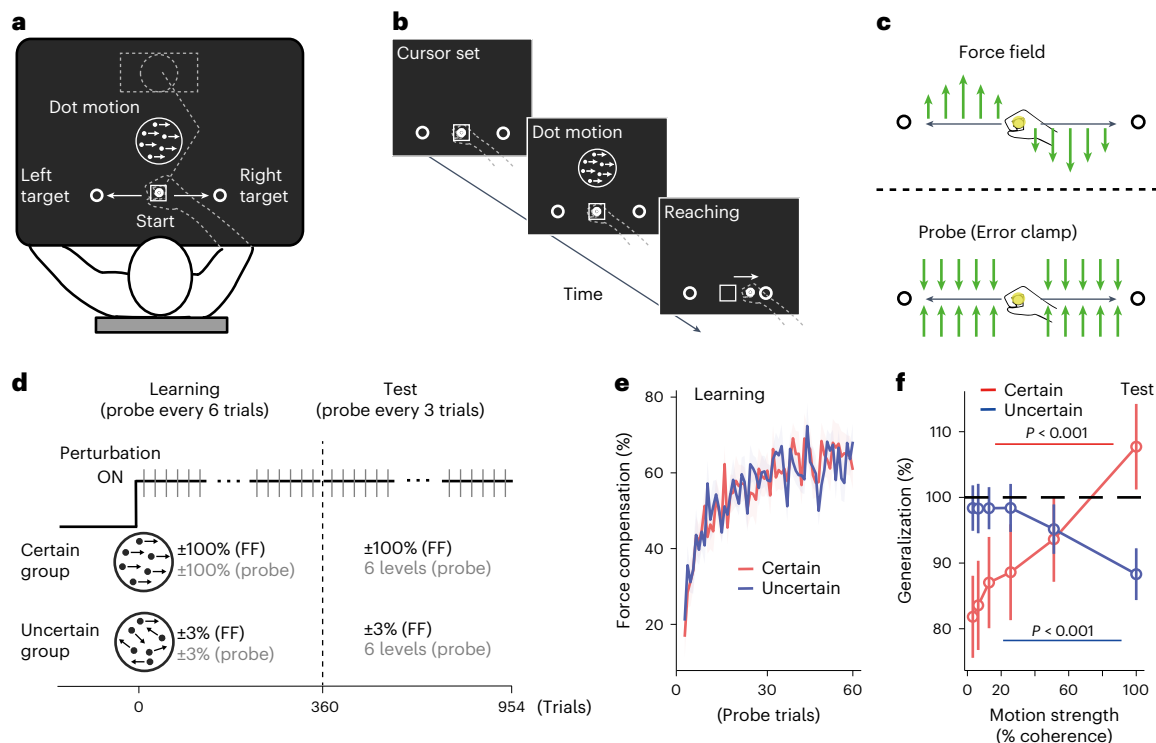 a
Dot motion
Left
target
Right
target
Start
b
Cursor set
Dot motion
Reaching
Time
c
Force field
Probe (Error clamp)
d
Learning
(probe every 6 trials)
Test
(probe every 3 trials)
Perturbation
ON
Certain
group
±100% (FF)
±100% (probe)
±100% (FF)
6 levels (probe)
Uncertain
group
±3% (FF)
±3% (probe)
±3% (FF)
6 levels (probe)
0
360
954
(Trials)
e
Learning
Force compensation (%)
80
60
40
20
Certain
Uncertain
0
30
60
(Probe trials)
f
Certain
Uncertain
Test
P < 0.001
Generalization (%)
110
100
90
80
P < 0.001
0
20
60
100
Motion strength
(% coherence)